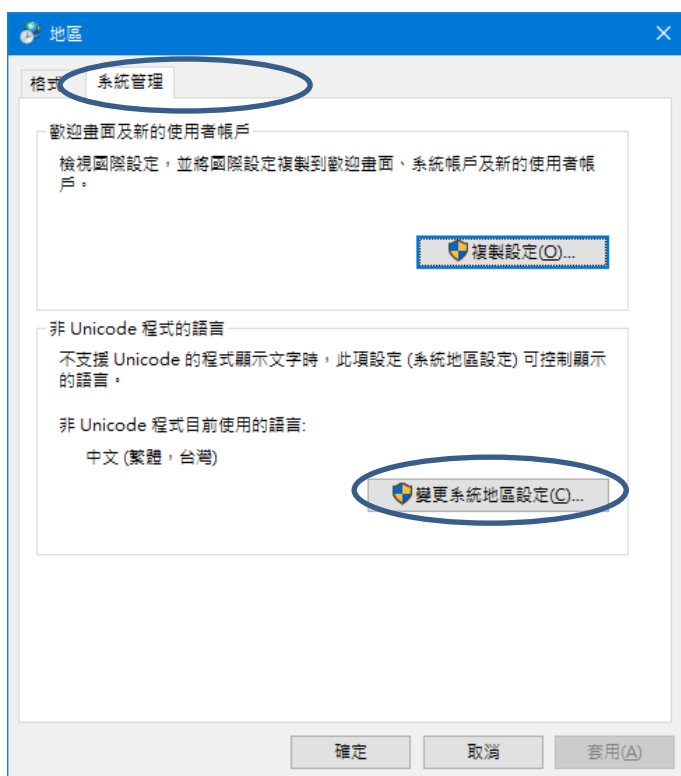 地區
格式
系統管理
歡迎畫面及新的使用者帳戶
檢視國際設定，並將國際設定複製到歡迎畫面、系統帳戶及新的使用者帳
戶。
複製設定(O)...
非 Unicode 程式的語言
不支援 Unicode 的程式顯示文字時，此項設定 (系統地區設定) 可控制顯示
的語言。
非 Unicode 程式目前使用的語言:
中文 (繁體，台灣)
變更系統地區設定(C)...
確定
取消
套用(A)